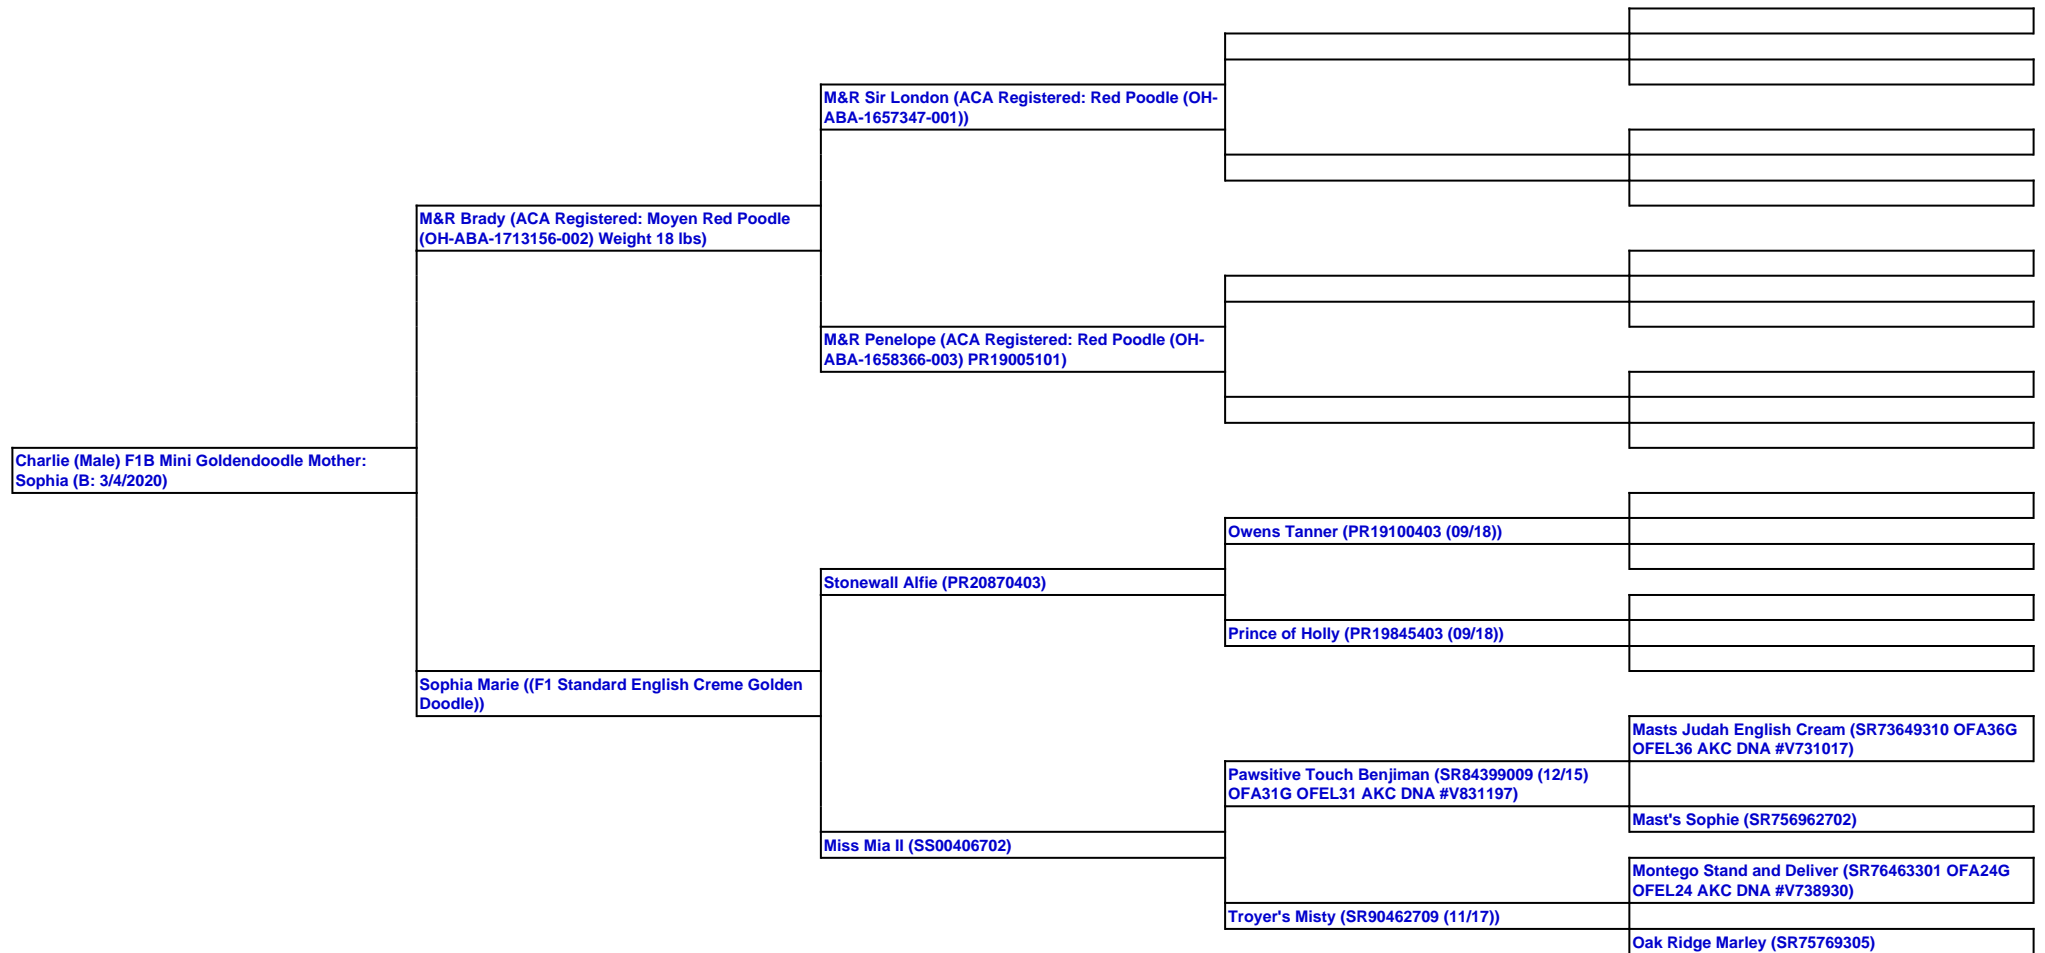 M&R Sir London (ACA Registered: Red Poodle (OH-
ABA-1657347-001))
M&R Brady (ACA Registered: Moyen Red Poodle
(OH-ABA-1713156-002) Weight 18 lbs)
M&R Penelope (ACA Registered: Red Poodle (OH-
ABA-1658366-003) PR19005101)
Charlie (Male) F1B Mini Goldendoodle Mother:
Sophia (B: 3/4/2020)
Owens Tanner (PR19100403 (09/18))
Stonewall Alfie (PR20870403)
Prince of Holly (PR19845403 (09/18))
Sophia Marie ((F1 Standard English Creme Golden
Doodle))
Masts Judah English Cream (SR73649310 OFA36G
OFEL36 AKC DNA #V731017)
Pawsitive Touch Benjiman (SR84399009 (12/15)
OFA31G OFEL31 AKC DNA #V831197)
Mast's Sophie (SR756962702)
Miss Mia II (SS00406702)
Montego Stand and Deliver (SR76463301 OFA24G
OFEL24 AKC DNA #V738930)
Troyer's Misty (SR90462709 (11/17))
Oak Ridge Marley (SR75769305)